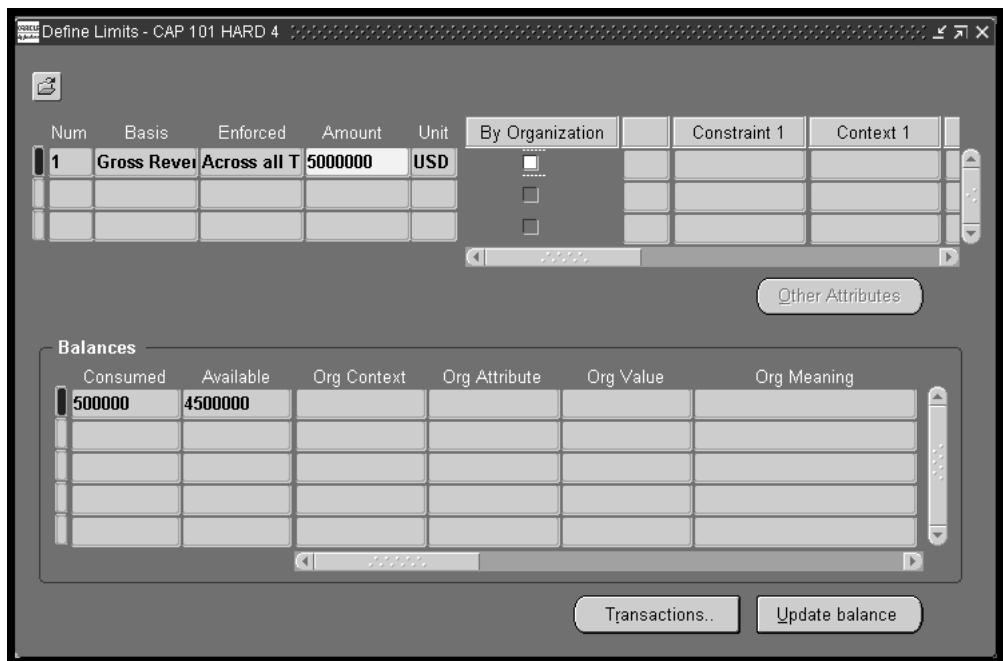 Define Limits - CAP 101 HARD 4
Num Basis Enforced Amount Unit By Organization Constraint 1 Context 1
1 Gross Reve Across all T 5000000 USD
Other Attributes
Balances
Consumed Available Org Context Org Attribute Org Value Org Meaning
500000 4500000
Transactions.. Update balance